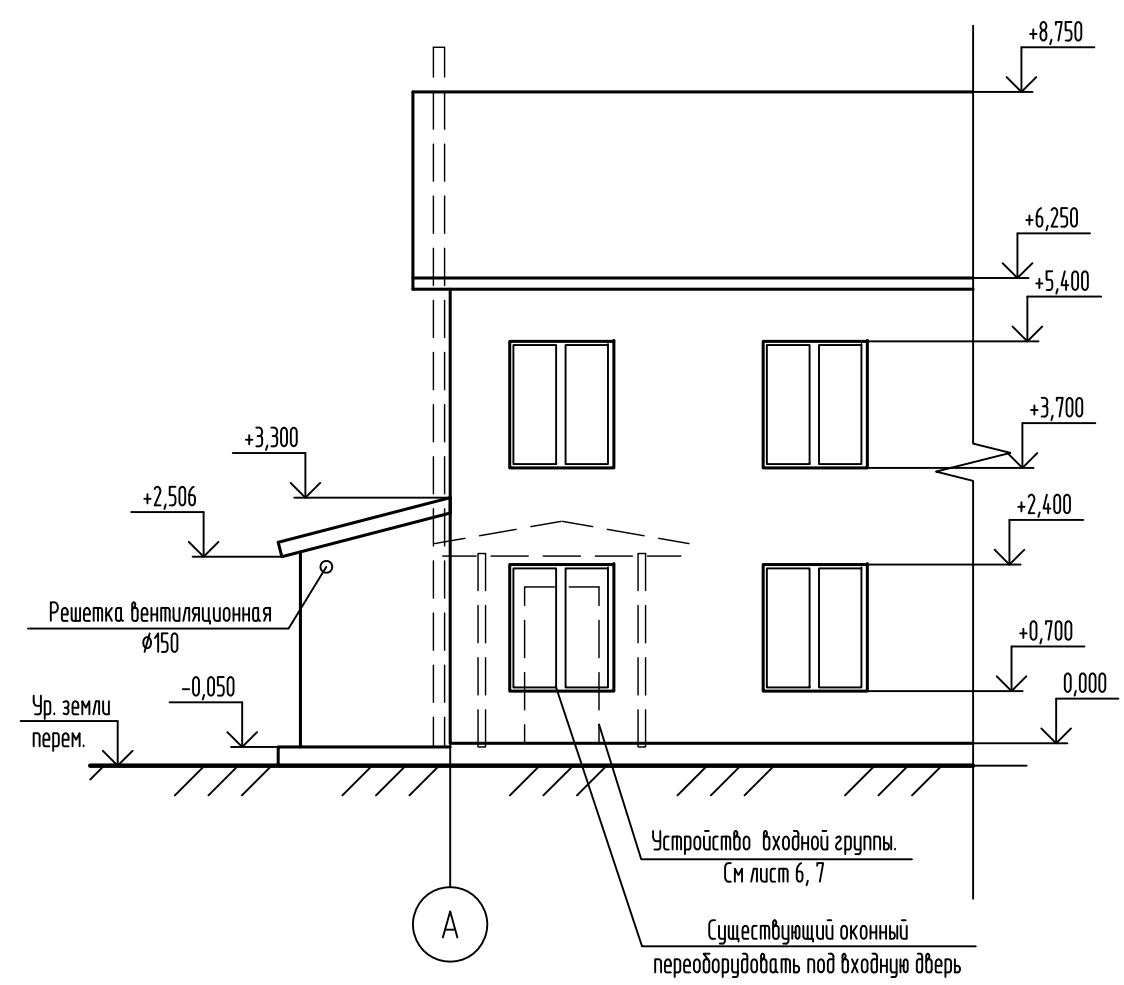 +8,750
+6,250
+5,400
+3,700
+3,300
+2,506
+2,400
Решетка вентиляционная
Ø150
+0,700
-0,050
0,000
Ур. земли
перем.
Устройство входной группы.
См лист 6, 7
А
Существующий оконный
переоборудовать под входную дверь